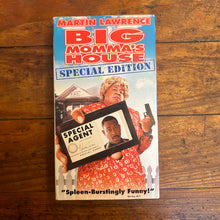 MARTIN LAWRENCE
BIG
MOMMA'S
HOUSE
SPECIAL EDITION
SPECIAL
AGENT
"Spleen-Burstingly Funny!"